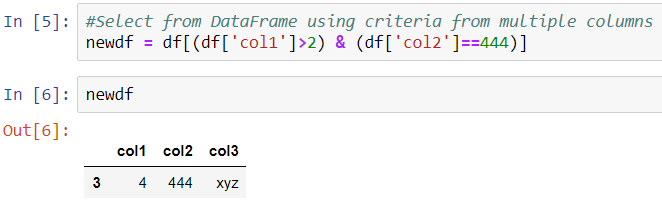 In [5]: #Select from DataFrame using criteria from multiple columns
newdf = df[(df['col1']>2) & (df['col2']==444)]
In [6]: newdf
Out[6]:
col1 col2 col3
3 4 444 xyz